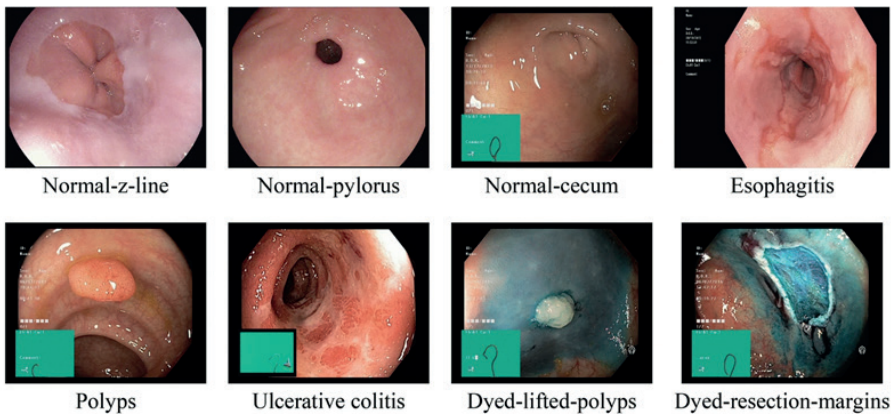 Normal-z-line
Normal-pylorus
Normal-cecum
Esophagitis
Polyps
Ulcerative colitis
Dyed-lifted-polyps
Dyed-resection-margins